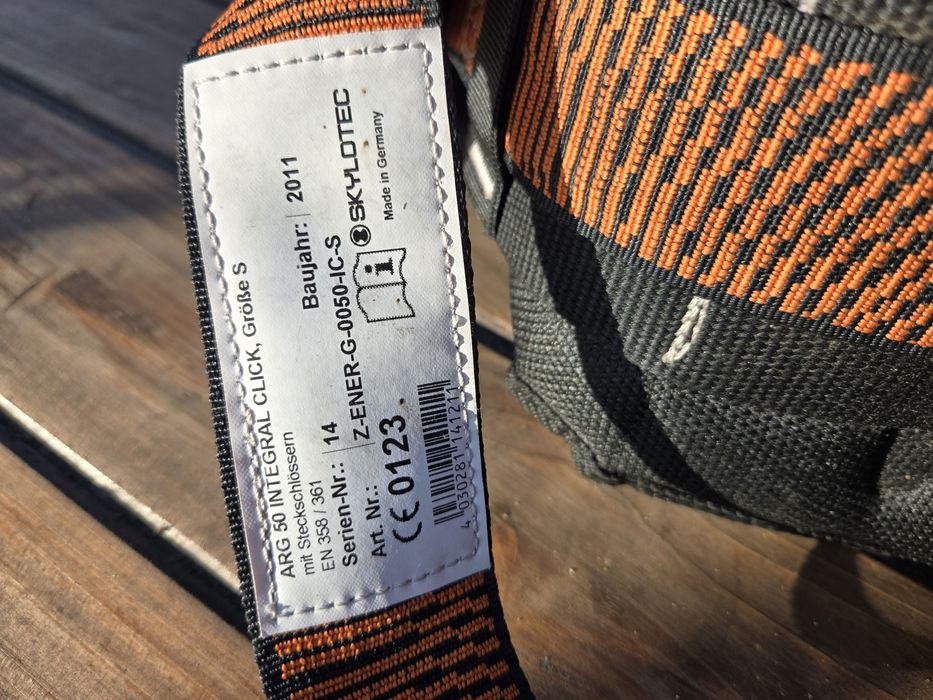 ARG 50 INTEGRAL CLICK, Größe S
mit Steckschlössern
EN 358 / 361
Baujahr: 2011
Serien-Nr.: 14
Art. Nr.: Z-ENER-G-0050-IC-S
CE 0123
i
SKYLOTEC
Made in Germany
4 030281 141211